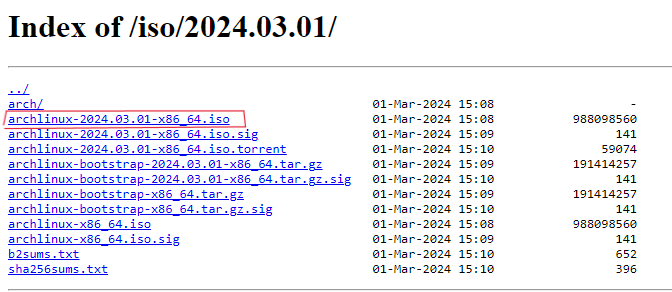 Index of /iso/2024.03.01/
../
arch/ 01-Mar-2024 15:08 -
archlinux-2024.03.01-x86_64.iso 01-Mar-2024 15:08 988098560
archlinux-2024.03.01-x86_64.iso.sig 01-Mar-2024 15:09 141
archlinux-2024.03.01-x86_64.iso.torrent 01-Mar-2024 15:10 59074
archlinux-bootstrap-2024.03.01-x86_64.tar.gz 01-Mar-2024 15:09 191414257
archlinux-bootstrap-2024.03.01-x86_64.tar.gz.sig 01-Mar-2024 15:10 141
archlinux-bootstrap-x86_64.tar.gz 01-Mar-2024 15:09 191414257
archlinux-bootstrap-x86_64.tar.gz.sig 01-Mar-2024 15:10 141
archlinux-x86_64.iso 01-Mar-2024 15:08 988098560
archlinux-x86_64.iso.sig 01-Mar-2024 15:09 141
b2sums.txt 01-Mar-2024 15:10 652
sha256sums.txt 01-Mar-2024 15:10 396